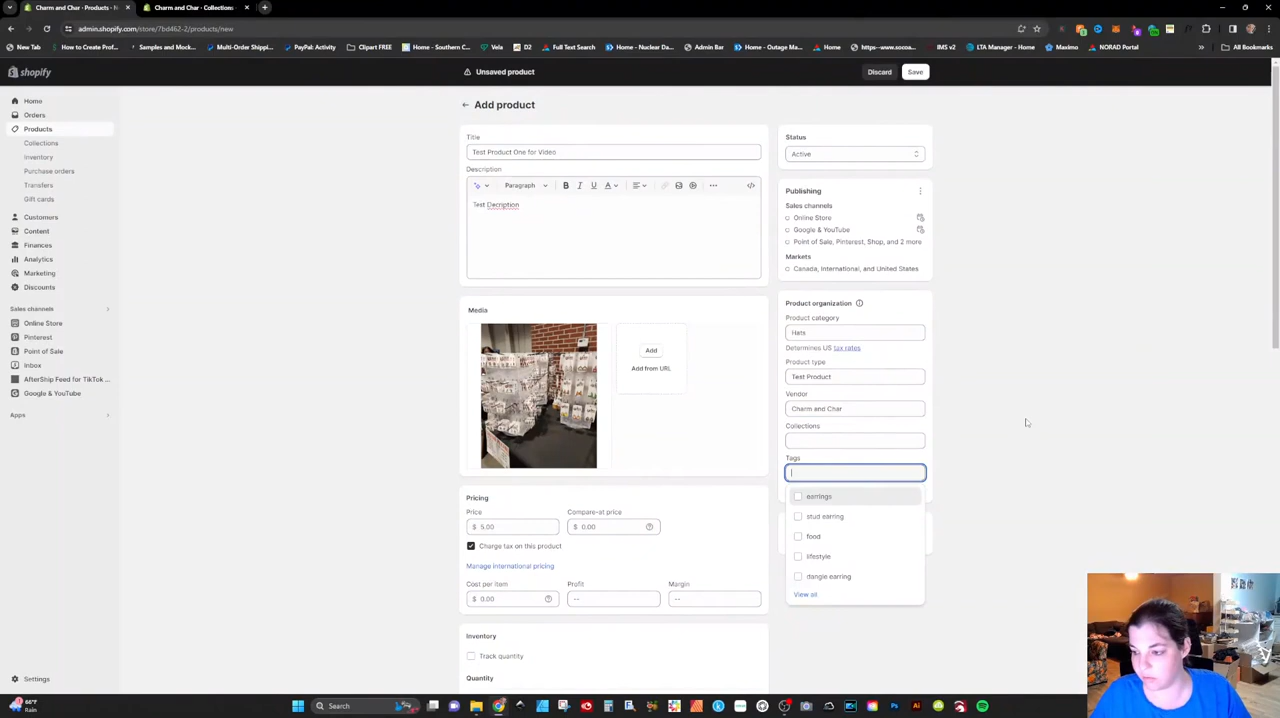 Charm and Char - Products - N
Charm and Char - Collections
admin.shopify.com/store/7bd462-2/products/new
New Tab
How to Create Prof...
Samples and Mock...
Multi-Order Shippi...
PayPal: Activity
Clipart FREE
Home - Southern C...
Vela
D2
Full Text Search
Home - Nuclear Da...
Admin Bar
Home - Outage Ma...
https--www.socoa...
IMS v2
LTA Manager - Home
Maximo
NORAD Portal
All Bookmarks
shopify
Unsaved product
Discard
Save
Home
Orders
Products
Collections
Inventory
Purchase orders
Transfers
Gift cards
Customers
Content
Finances
Analytics
Marketing
Discounts
Sales channels
Online Store
Pinterest
Point of Sale
Inbox
AfterShip Feed for TikTok ...
Google & YouTube
Apps
Settings
Add product
Title
Test Product One for Video
Description
Paragraph
B I U A
Test Decription
Media
Add
Add from URL
Pricing
Price
Compare-at price
$ 5.00
$ 0.00
Charge tax on this product
Manage international pricing
Cost per item
Profit
Margin
$ 0.00
--
--
Inventory
Track quantity
Quantity
Status
Active
Publishing
Sales channels
Online Store
Google & YouTube
Point of Sale, Pinterest, Shop, and 2 more
Markets
Canada, International, and United States
Product organization
Product category
Hats
Determines US tax rates
Product type
Test Product
Vendor
Charm and Char
Collections
Tags
earrings
stud earring
food
lifestyle
dangle earring
View all
66°F
Rain
Search